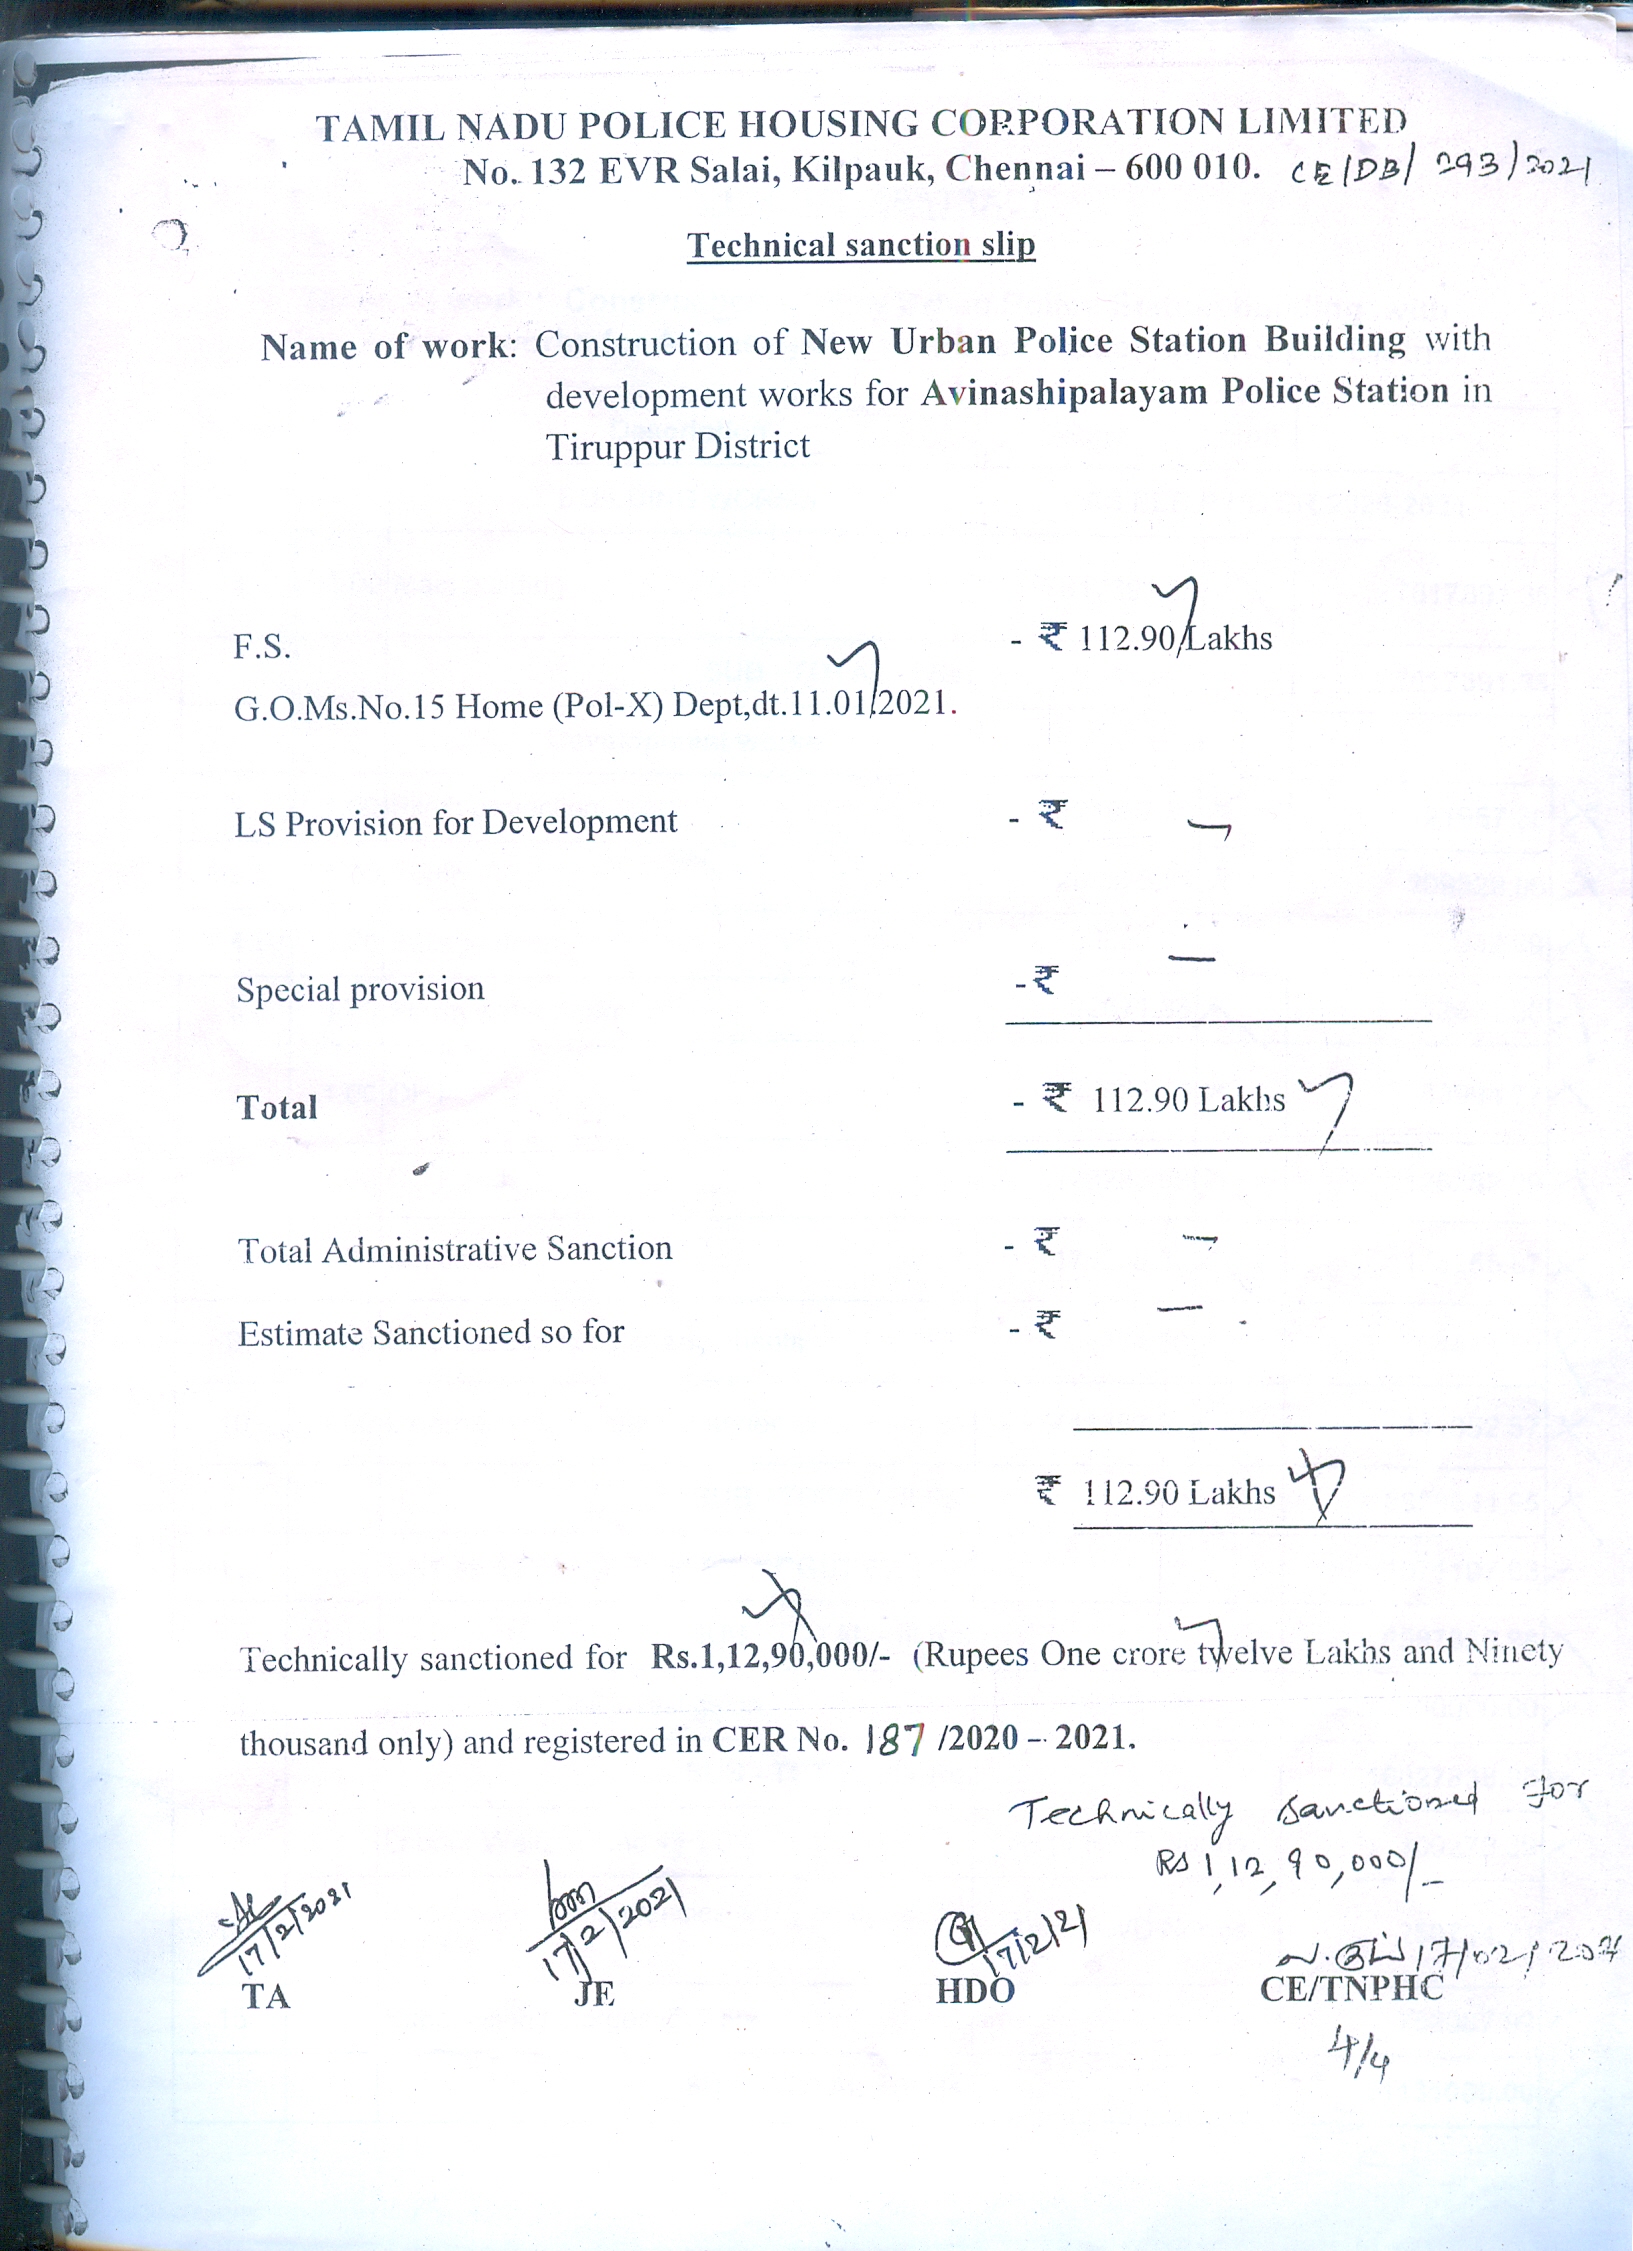 TAMIL NADU POLICE HOUSING CORPORATION LIMITED
No. 132 EVR Salai, Kilpauk, Chennai – 600 010. CE/DB/ 293/2021
Technical sanction slip
Name of work: Construction of New Urban Police Station Building with
development works for Avinashipalayam Police Station in
Tiruppur District
F.S. - ₹ 112.90 Lakhs
G.O.Ms.No.15 Home (Pol-X) Dept,dt.11.01.2021.
LS Provision for Development - ₹ –
Special provision -₹ –
Total - ₹ 112.90 Lakhs
Total Administrative Sanction - ₹ –
Estimate Sanctioned so for - ₹ –
₹ 112.90 Lakhs
Technically sanctioned for Rs.1,12,90,000/- (Rupees One crore twelve Lakhs and Ninety
thousand only) and registered in CER No. 187 /2020 – 2021.
Technically sanctioned for
Rs 1,12,90,000/-
17/2/2021 17/2/2021 17/2/21 17/02/2021
TA JE HDO CE/TNPHC
4/4